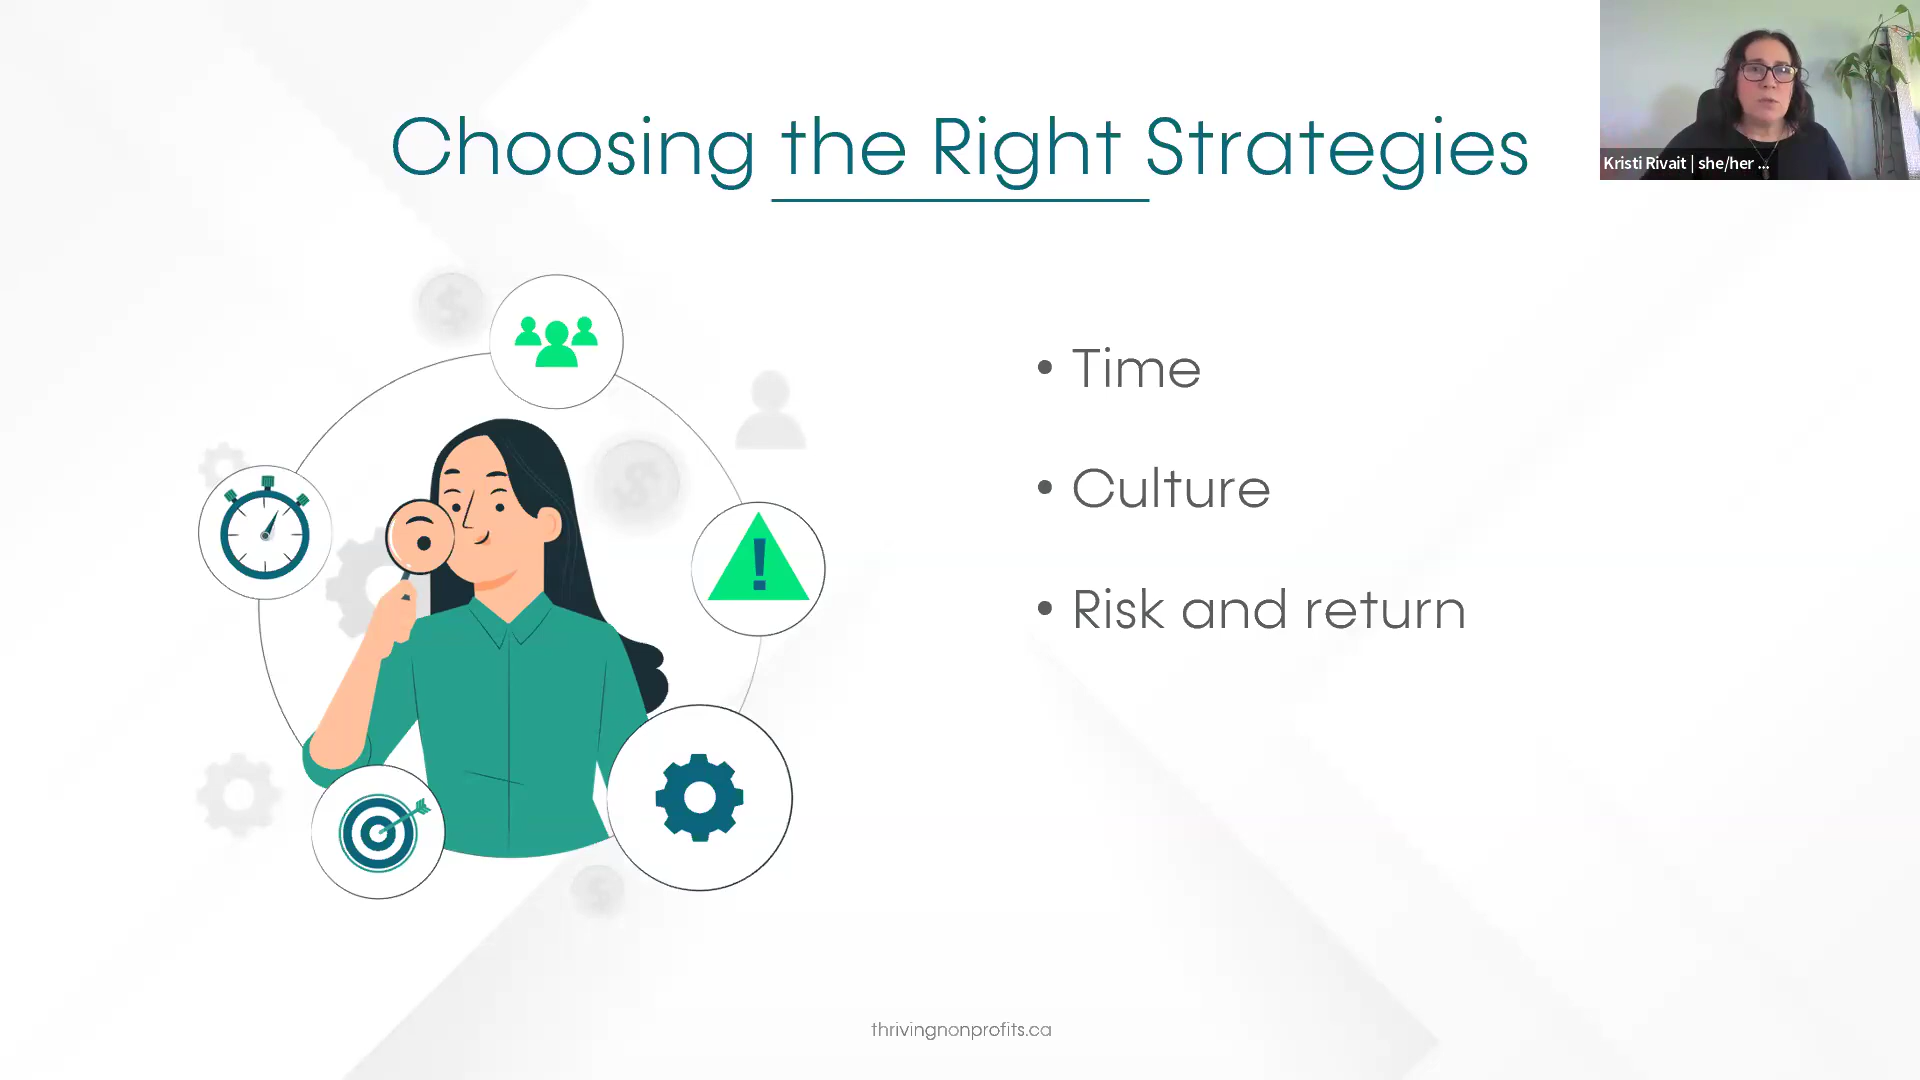 Choosing the Right Strategies
Kristi Rivait | she/her ...
• Time
• Culture
• Risk and return
thrivingnonprofits.ca